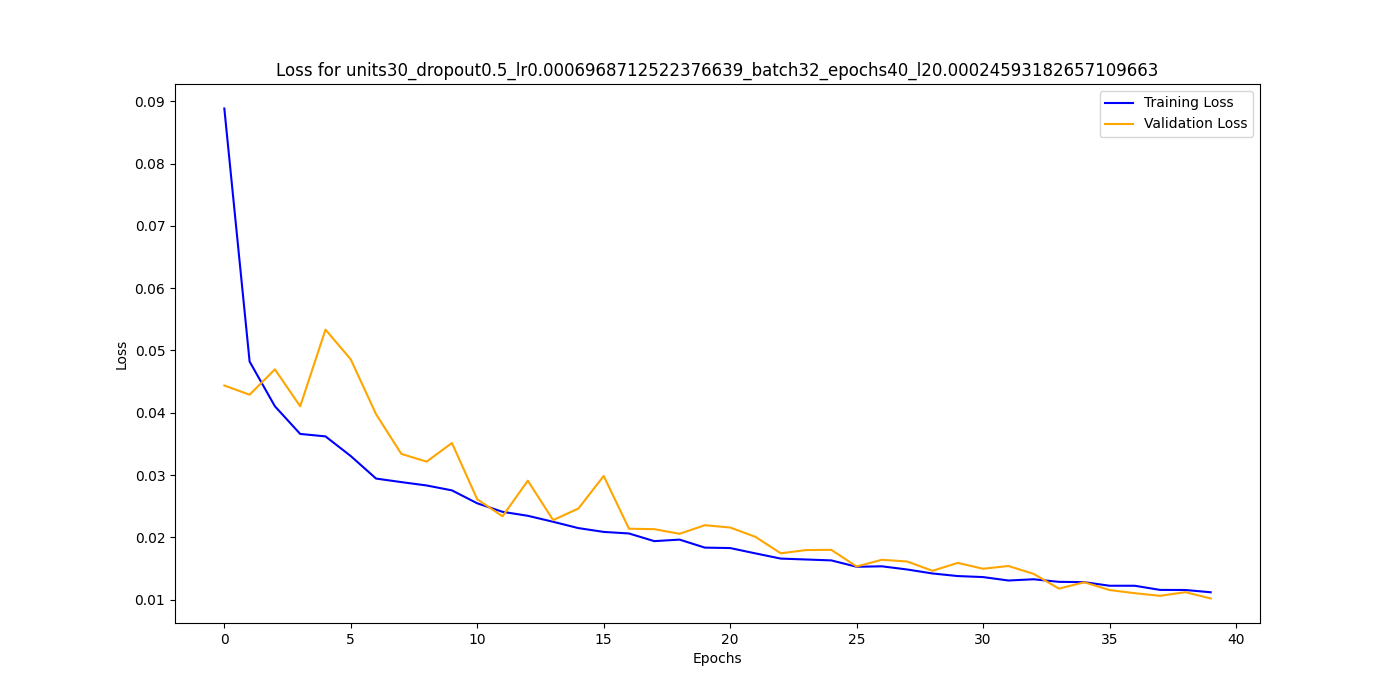 Loss for units30_dropout0.5_lr0.0006968712522376639_batch32_epochs40_l20.00024593182657109663
Training Loss
Validation Loss
0.09
0.08
0.07
0.06
0.05
0.04
0.03
0.02
0.01
Loss
0 5 10 15 20 25 30 35 40
Epochs